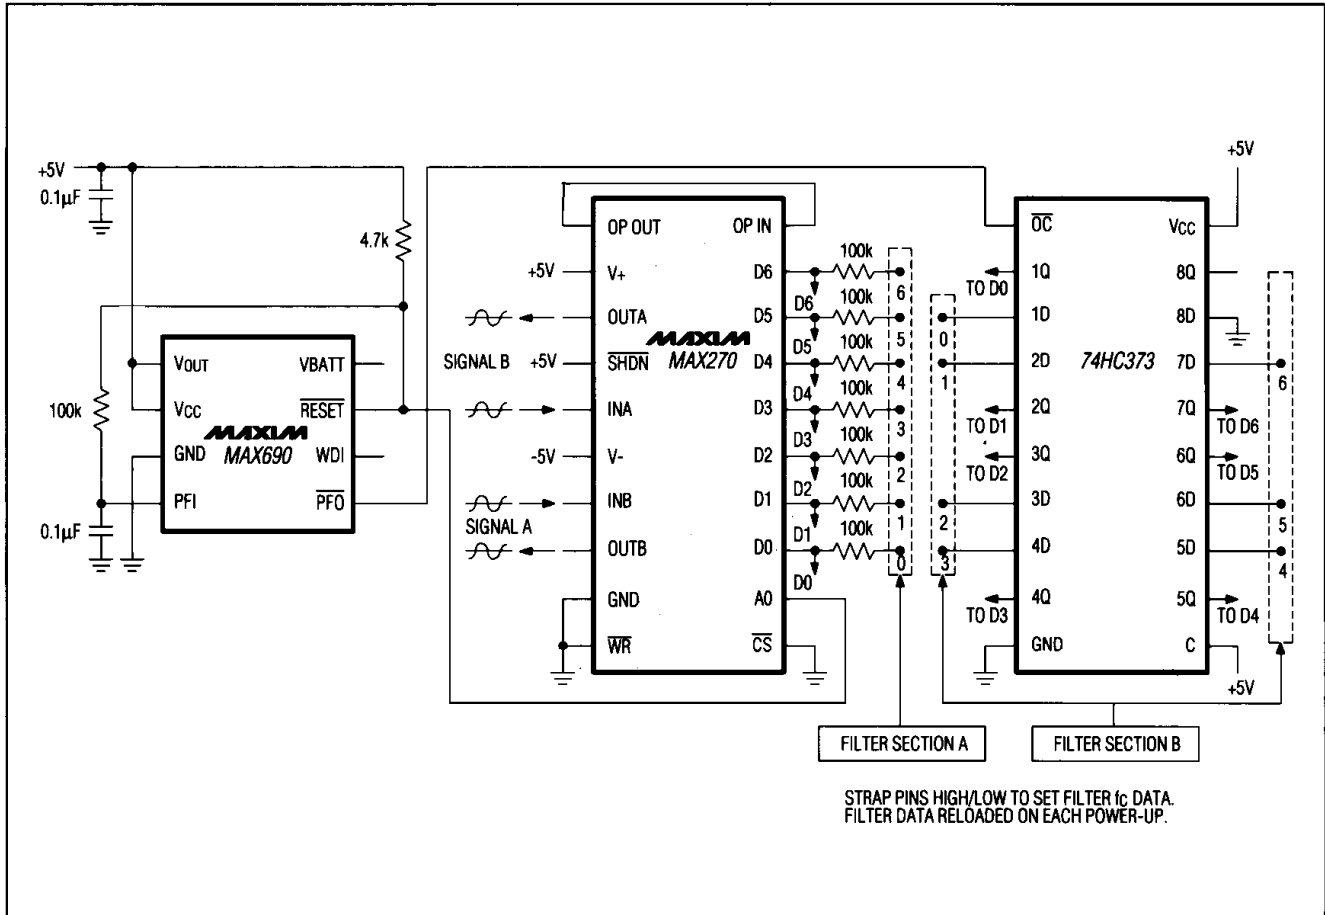 +5V
0.1µF
4.7k
100k
0.1µF
VOUT
VCC
GND
PFI
VBATT
RESET
WDI
PFO
MAXIM
MAX690
SIGNAL B
SIGNAL A
+5V
+5V
-5V
OP OUT
V+
OUTA
SHDN
INA
V-
INB
OUTB
GND
WR
MAXIM
MAX270
OP IN
D6
D5
D4
D3
D2
D1
D0
A0
CS
100k
100k
100k
100k
100k
100k
100k
D6
D5
D4
D3
D2
D1
D0
6
5
4
3
2
1
0
0
1
2
3
TO D0
TO D1
TO D2
TO D3
OC
1Q
1D
2D
2Q
3Q
3D
4D
4Q
GND
74HC373
VCC
8Q
8D
7D
7Q
6Q
6D
5D
5Q
C
+5V
TO D6
TO D5
TO D4
+5V
6
5
4
FILTER SECTION A
FILTER SECTION B
STRAP PINS HIGH/LOW TO SET FILTER fC DATA.
FILTER DATA RELOADED ON EACH POWER-UP.